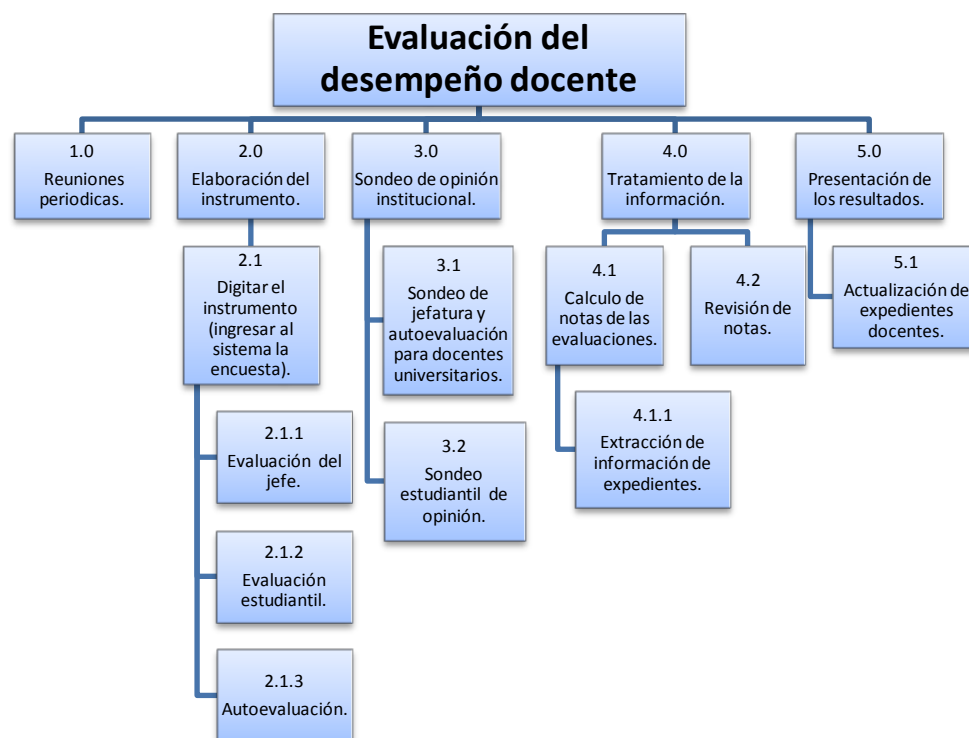 Evaluación del
desempeño docente
1.0
Reuniones
periodicas.
2.0
Elaboración del
instrumento.
2.1
Digitar el
instrumento
(ingresar al
sistema la
encuesta).
2.1.1
Evaluación del
jefe.
2.1.2
Evaluación
estudiantil.
2.1.3
Autoevaluación.
3.0
Sondeo de opinión
institucional.
3.1
Sondeo de
jefatura y
autoevaluación
para docentes
universitarios.
3.2
Sondeo
estudiantil de
opinión.
4.0
Tratamiento de la
información.
4.1
Calculo de
notas de las
evaluaciones.
4.1.1
Extracción de
información de
expedientes.
4.2
Revisión de
notas.
5.0
Presentación de
los resultados.
5.1
Actualización de
expedientes
docentes.